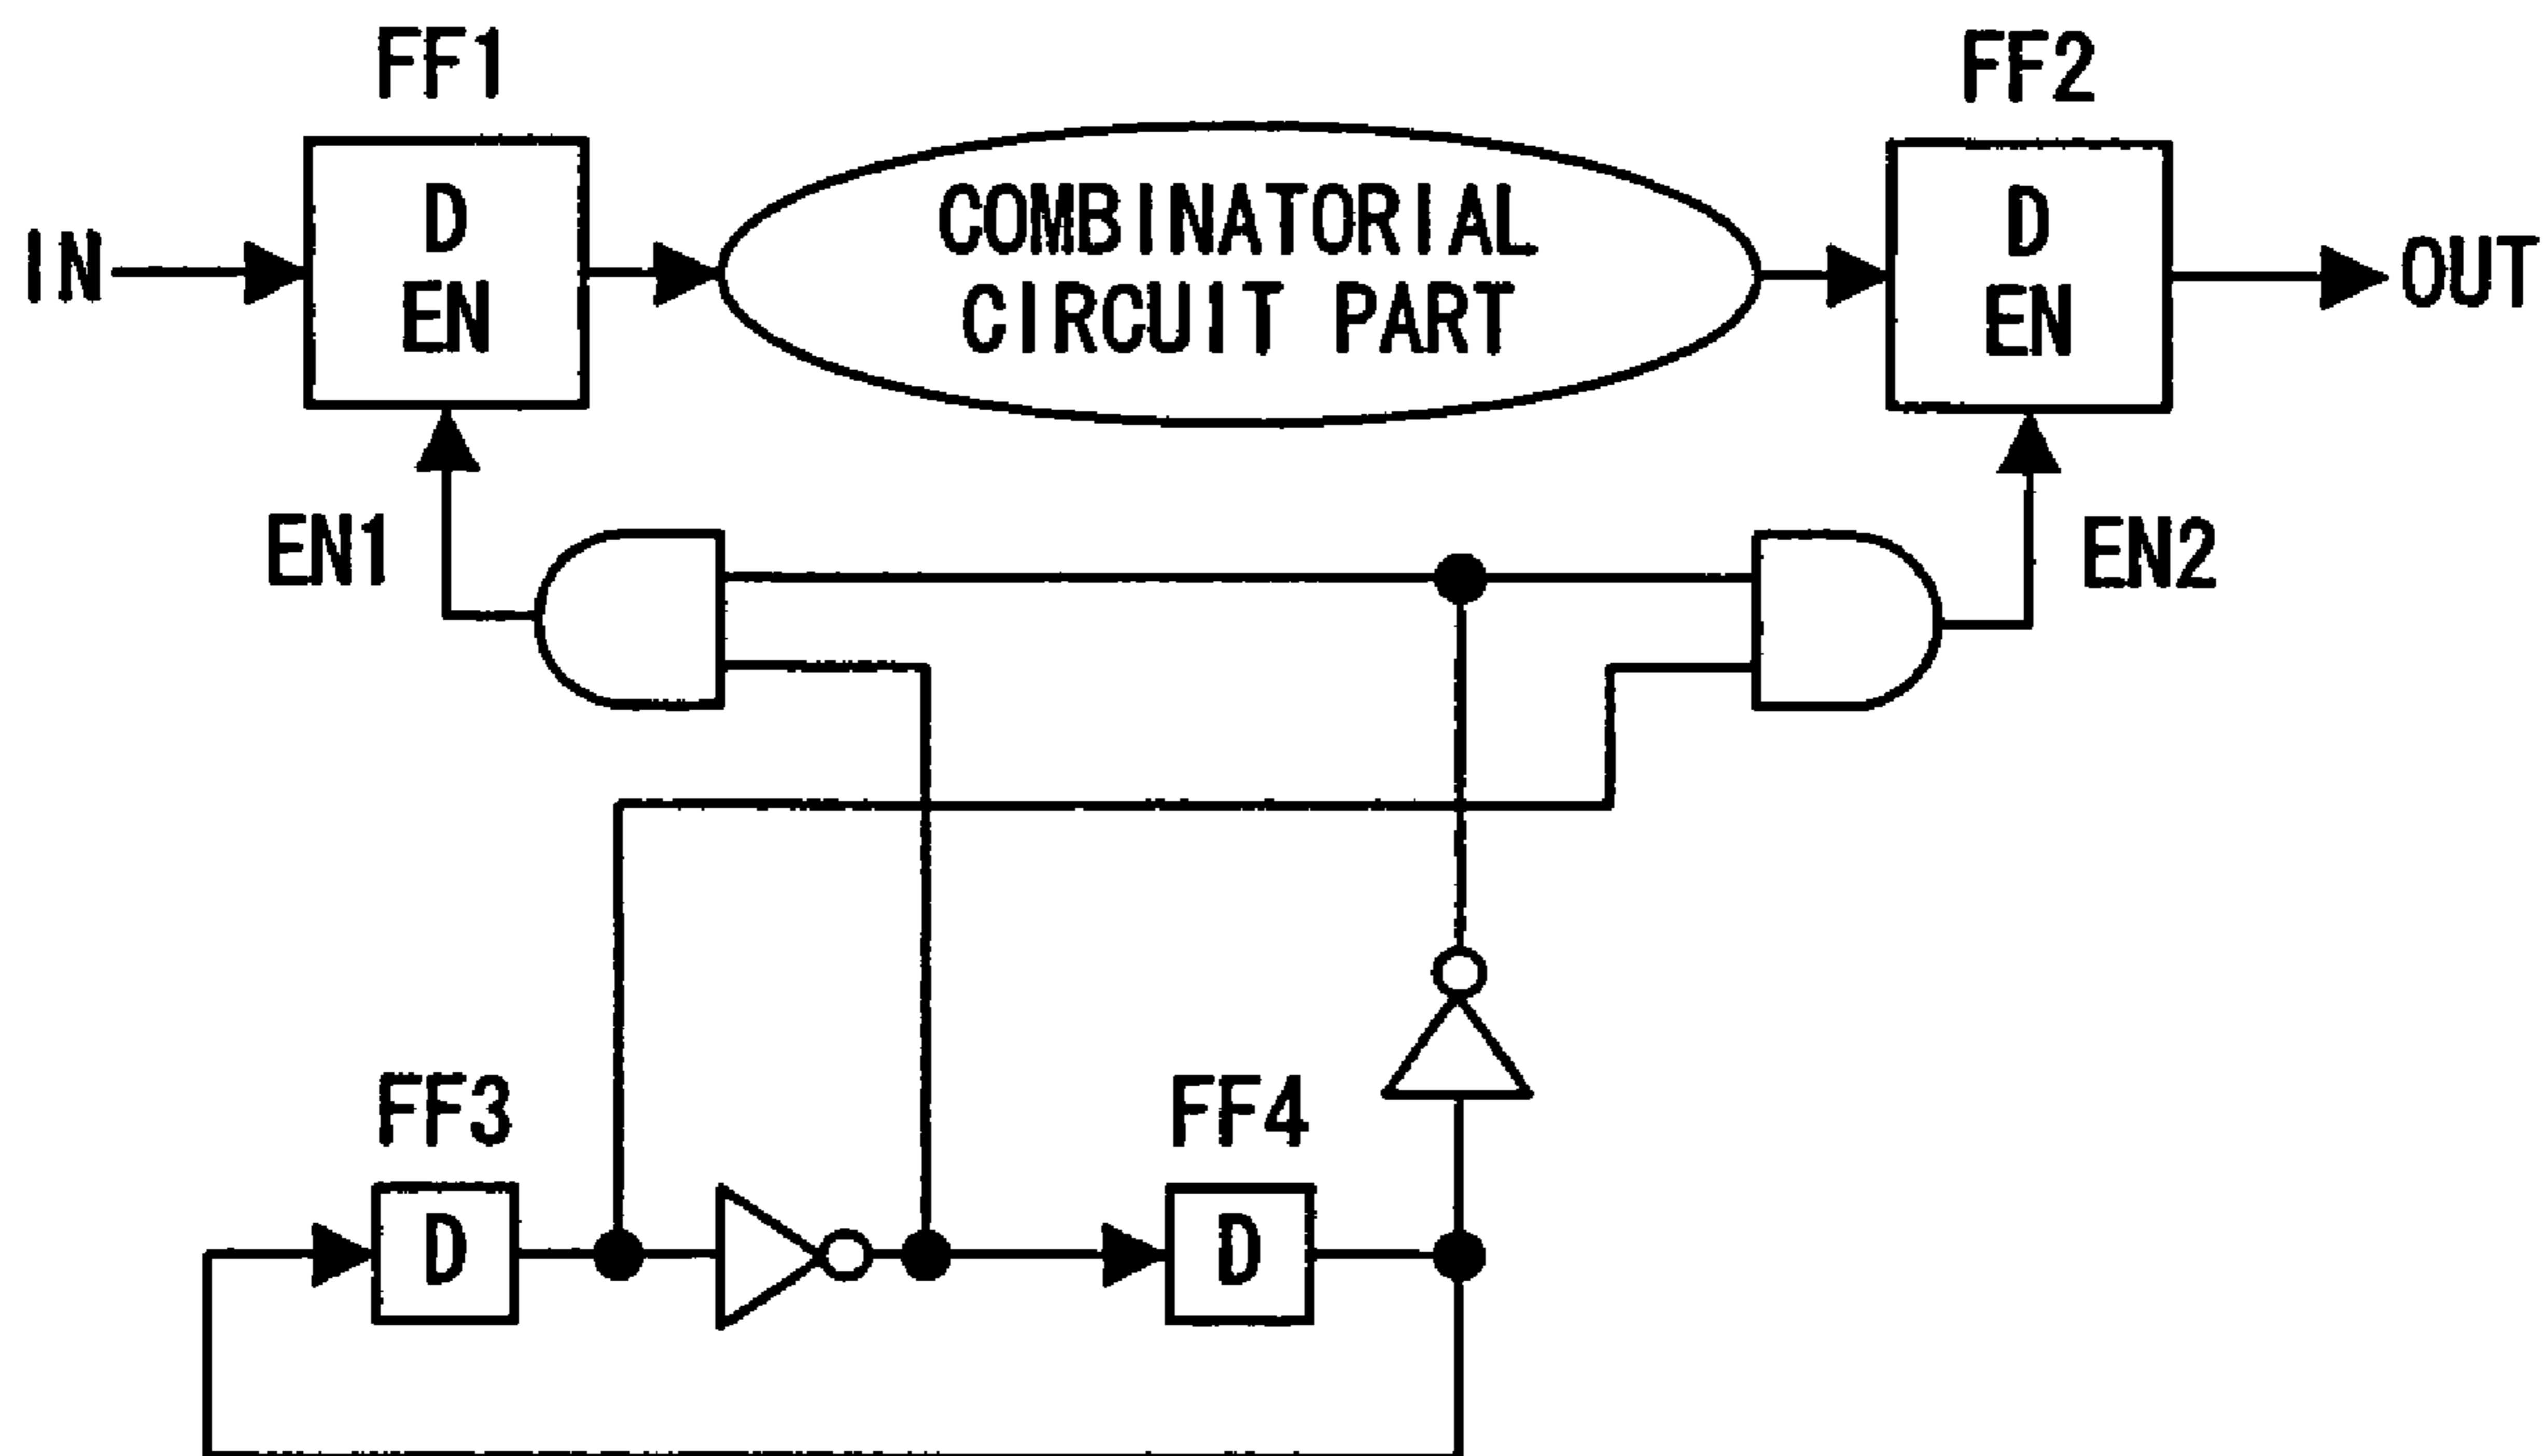 FF1
FF2
IN
D
EN
COMBINATORIAL
CIRCUIT PART
D
EN
OUT
EN1
EN2
FF3
FF4
D
D